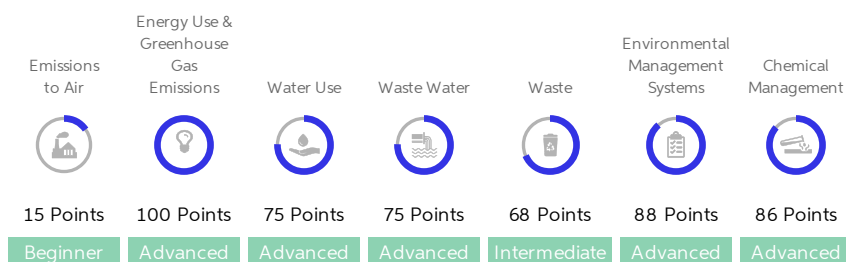 Emissions
to Air
Energy Use &
Greenhouse
Gas
Emissions
Water Use
Waste Water
Waste
Environmental
Management
Systems
Chemical
Management
15 Points
100 Points
75 Points
75 Points
68 Points
88 Points
86 Points
Beginner
Advanced
Advanced
Advanced
Intermediate
Advanced
Advanced